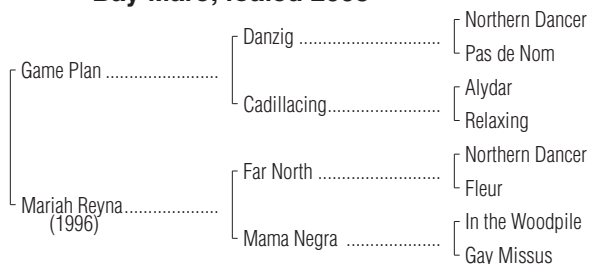 Bay Mare, foaled
Northern Dancer
Danzig ..............................
Pas de Nom
Game Plan ........................
Alydar
Cadillacing........................
Relaxing
Northern Dancer
Far North ..........................
Fleur
Mariah Reyna....................
(1996)
In the Woodpile
Mama Negra ....................
Gay Missus